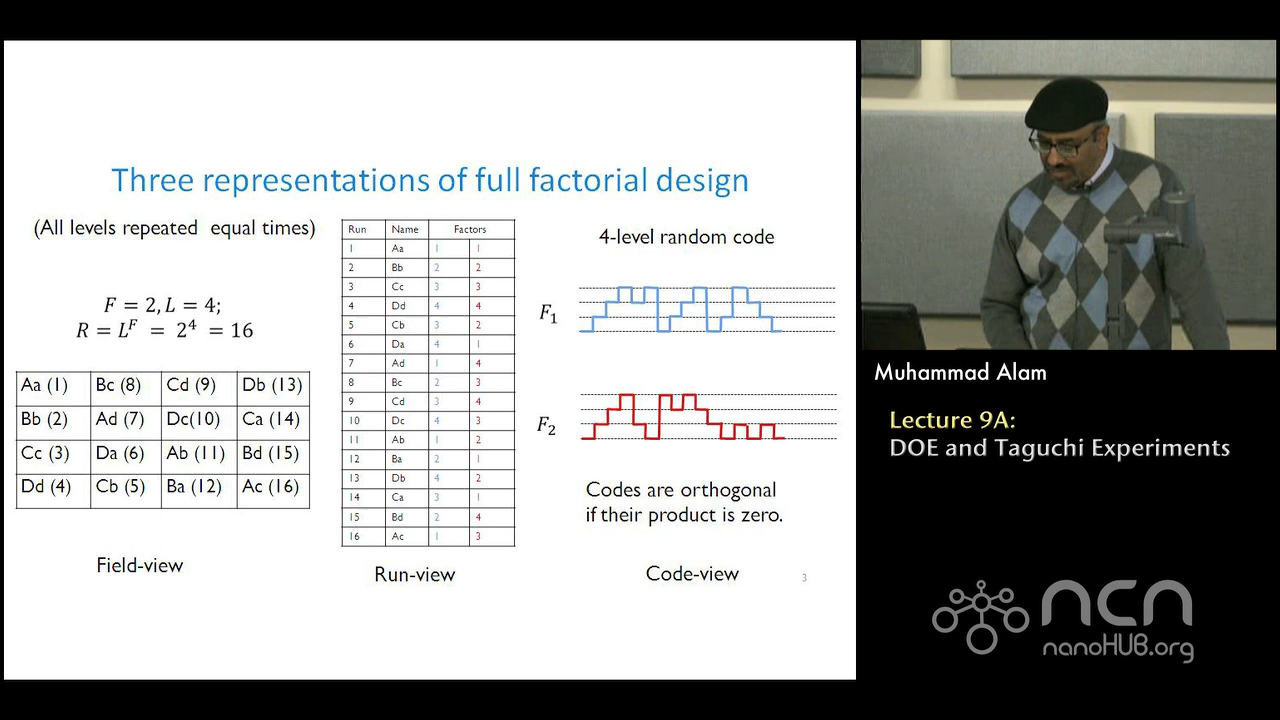 Three representations of full factorial design
(All levels repeated equal times)
F = 2, L = 4;
R = L^F = 2^4 = 16
Aa (1) Bc (8) Cd (9) Db (13)
Bb (2) Ad (7) Dc(10) Ca (14)
Cc (3) Da (6) Ab (11) Bd (15)
Dd (4) Cb (5) Ba (12) Ac (16)
Field-view
Run Name Factors
1 Aa 1 1
2 Bb 2 2
3 Cc 3 3
4 Dd 4 4
5 Cb 3 2
6 Da 4 1
7 Ad 1 4
8 Bc 2 3
9 Cd 3 4
10 Dc 4 3
11 Ab 1 2
12 Ba 2 1
13 Db 4 2
14 Ca 3 1
15 Bd 2 4
16 Ac 1 3
Run-view
4-level random code
F₁
F₂
Codes are orthogonal
if their product is zero.
Code-view
3
Muhammad Alam
Lecture 9A:
DOE and Taguchi Experiments
ncn
nanoHUB.org